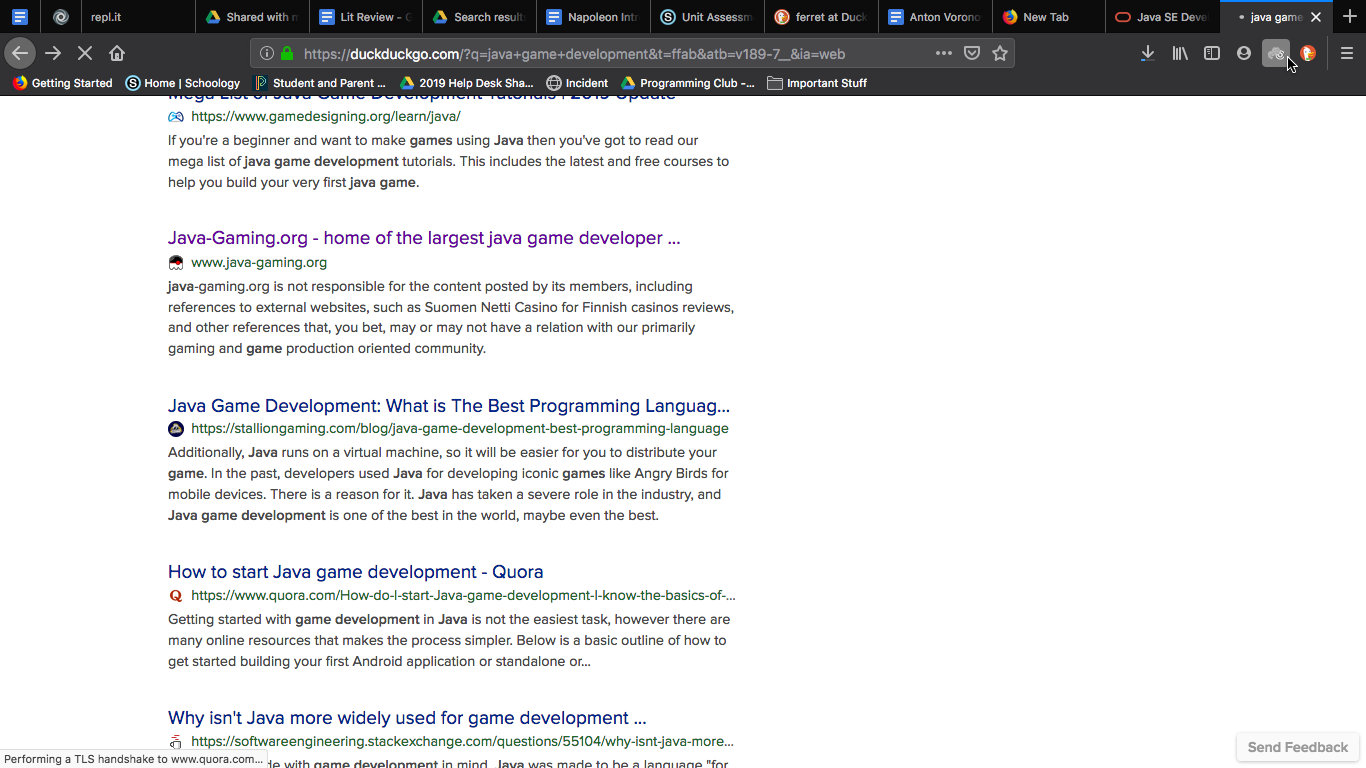 repl.it
Shared with m
Lit Review - G
Search results
Napoleon Intr
Unit Assessm
ferret at Duck
Anton Vorono
New Tab
Java SE Deve
java game
https://duckduckgo.com/?q=java+game+development&t=ffab&atb=v189-7__&ia=web
Getting Started
Home | Schoology
Student and Parent ...
2019 Help Desk Sha...
Incident
Programming Club -...
Important Stuff
Mega List of Java Game Development Tutorials | 2019 Update
https://www.gamedesigning.org/learn/java/
If you're a beginner and want to make games using Java then you've got to read our
mega list of java game development tutorials. This includes the latest and free courses to
help you build your very first java game.
Java-Gaming.org - home of the largest java game developer ...
www.java-gaming.org
java-gaming.org is not responsible for the content posted by its members, including
references to external websites, such as Suomen Netti Casino for Finnish casinos reviews,
and other references that, you bet, may or may not have a relation with our primarily
gaming and game production oriented community.
Java Game Development: What is The Best Programming Languag...
https://stalliongaming.com/blog/java-game-development-best-programming-language
Additionally, Java runs on a virtual machine, so it will be easier for you to distribute your
game. In the past, developers used Java for developing iconic games like Angry Birds for
mobile devices. There is a reason for it. Java has taken a severe role in the industry, and
Java game development is one of the best in the world, maybe even the best.
How to start Java game development - Quora
https://www.quora.com/How-do-I-start-Java-game-development-I-know-the-basics-of-...
Getting started with game development in Java is not the easiest task, however there are
many online resources that makes the process simpler. Below is a basic outline of how to
get started building your first Android application or standalone or...
Why isn't Java more widely used for game development ...
https://softwareengineering.stackexchange.com/questions/55104/why-isnt-java-more...
de with game development in mind. Java was made to be a language "for
Performing a TLS handshake to www.quora.com...
Send Feedback